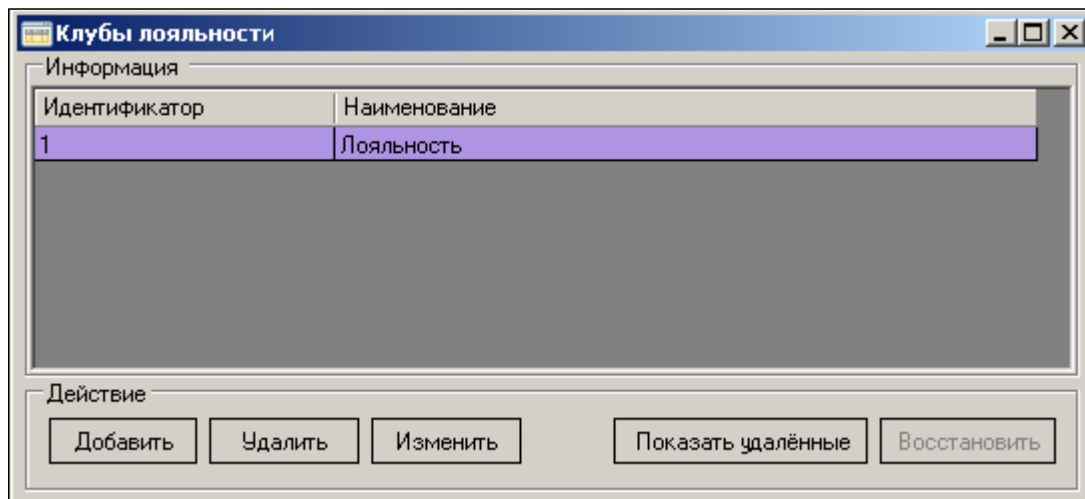 Клубы лояльности
Информация
Идентификатор Наименование
1 Лояльность
Действие
Добавить Удалить Изменить Показать удалённые Восстановить